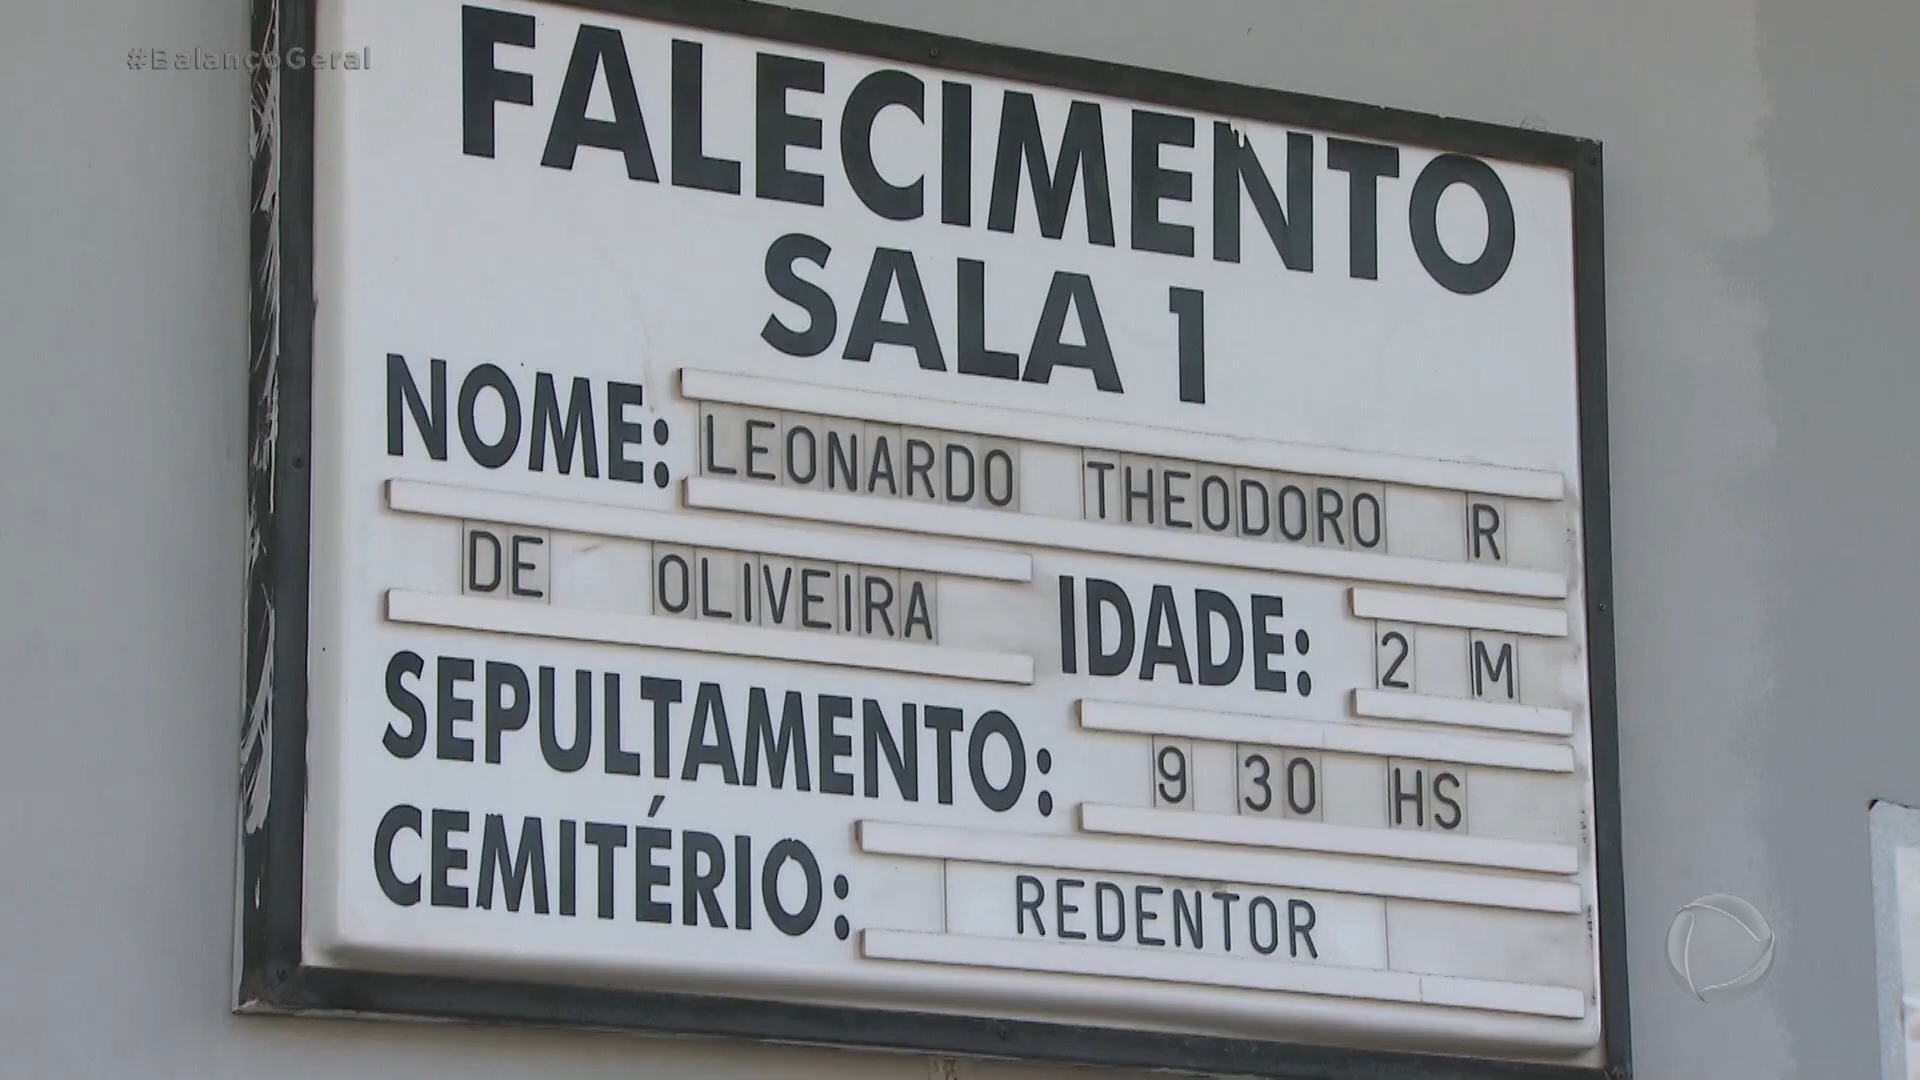 #BalançoGeral
FALECIMENTO
SALA 1
NOME: LEONARDO THEODORO R
DE OLIVEIRA IDADE: 2 M
SEPULTAMENTO: 9 30 HS
CEMITÉRIO: REDENTOR